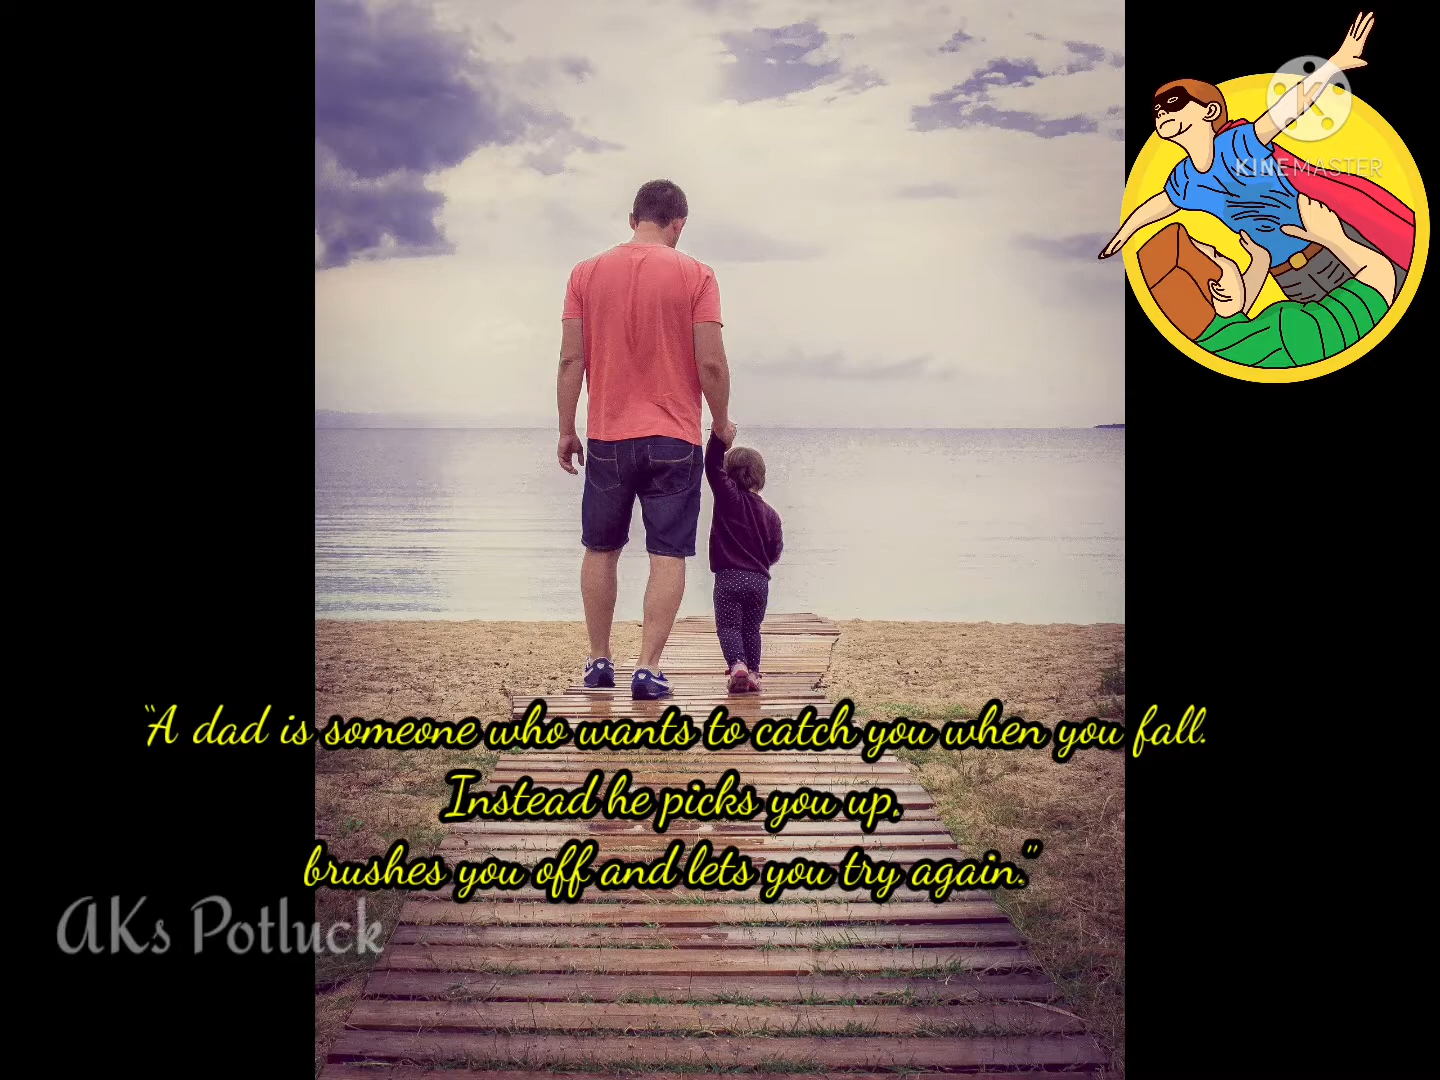 KINEMASTER
"A dad is someone who wants to catch you when you fall.
Instead he picks you up,
brushes you off and lets you try again."
AKs Potluck